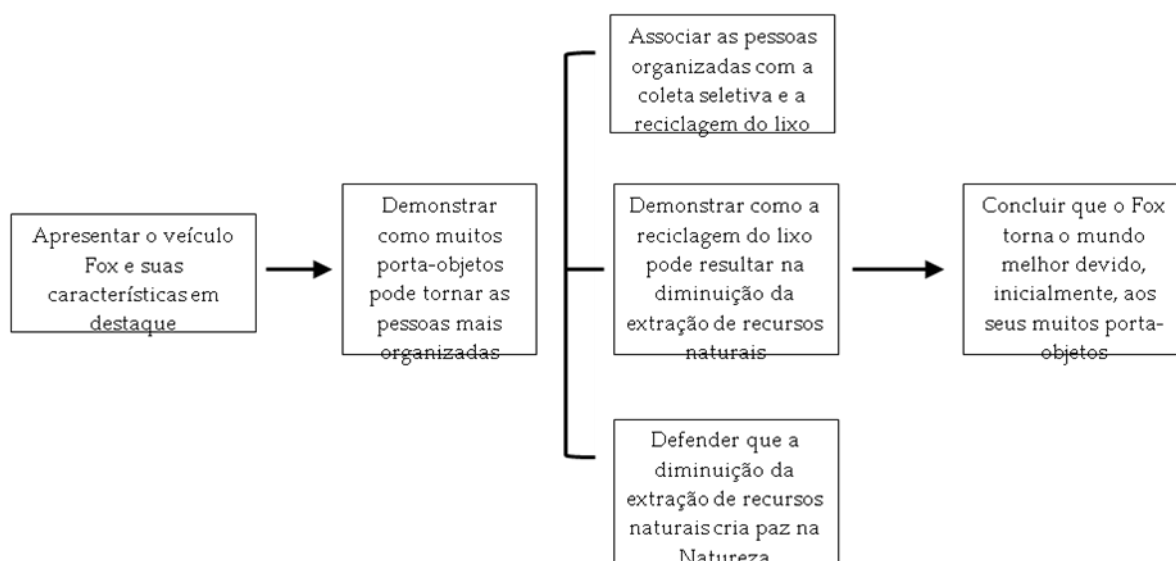 Apresentar o veículo
Fox e suas
características em
destaque
Demonstrar
como muitos
porta-objetos
pode tornar as
pessoas mais
organizadas
Associar as pessoas
organizadas com a
coleta seletiva e a
reciclagem do lixo
Demonstrar como a
reciclagem do lixo
pode resultar na
diminuição da
extração de recursos
naturais
Defender que a
diminuição da
extração de recursos
naturais cria paz na
Natureza
Concluir que o Fox
torna o mundo
melhor devido,
inicialmente, aos
seus muitos porta-
objetos